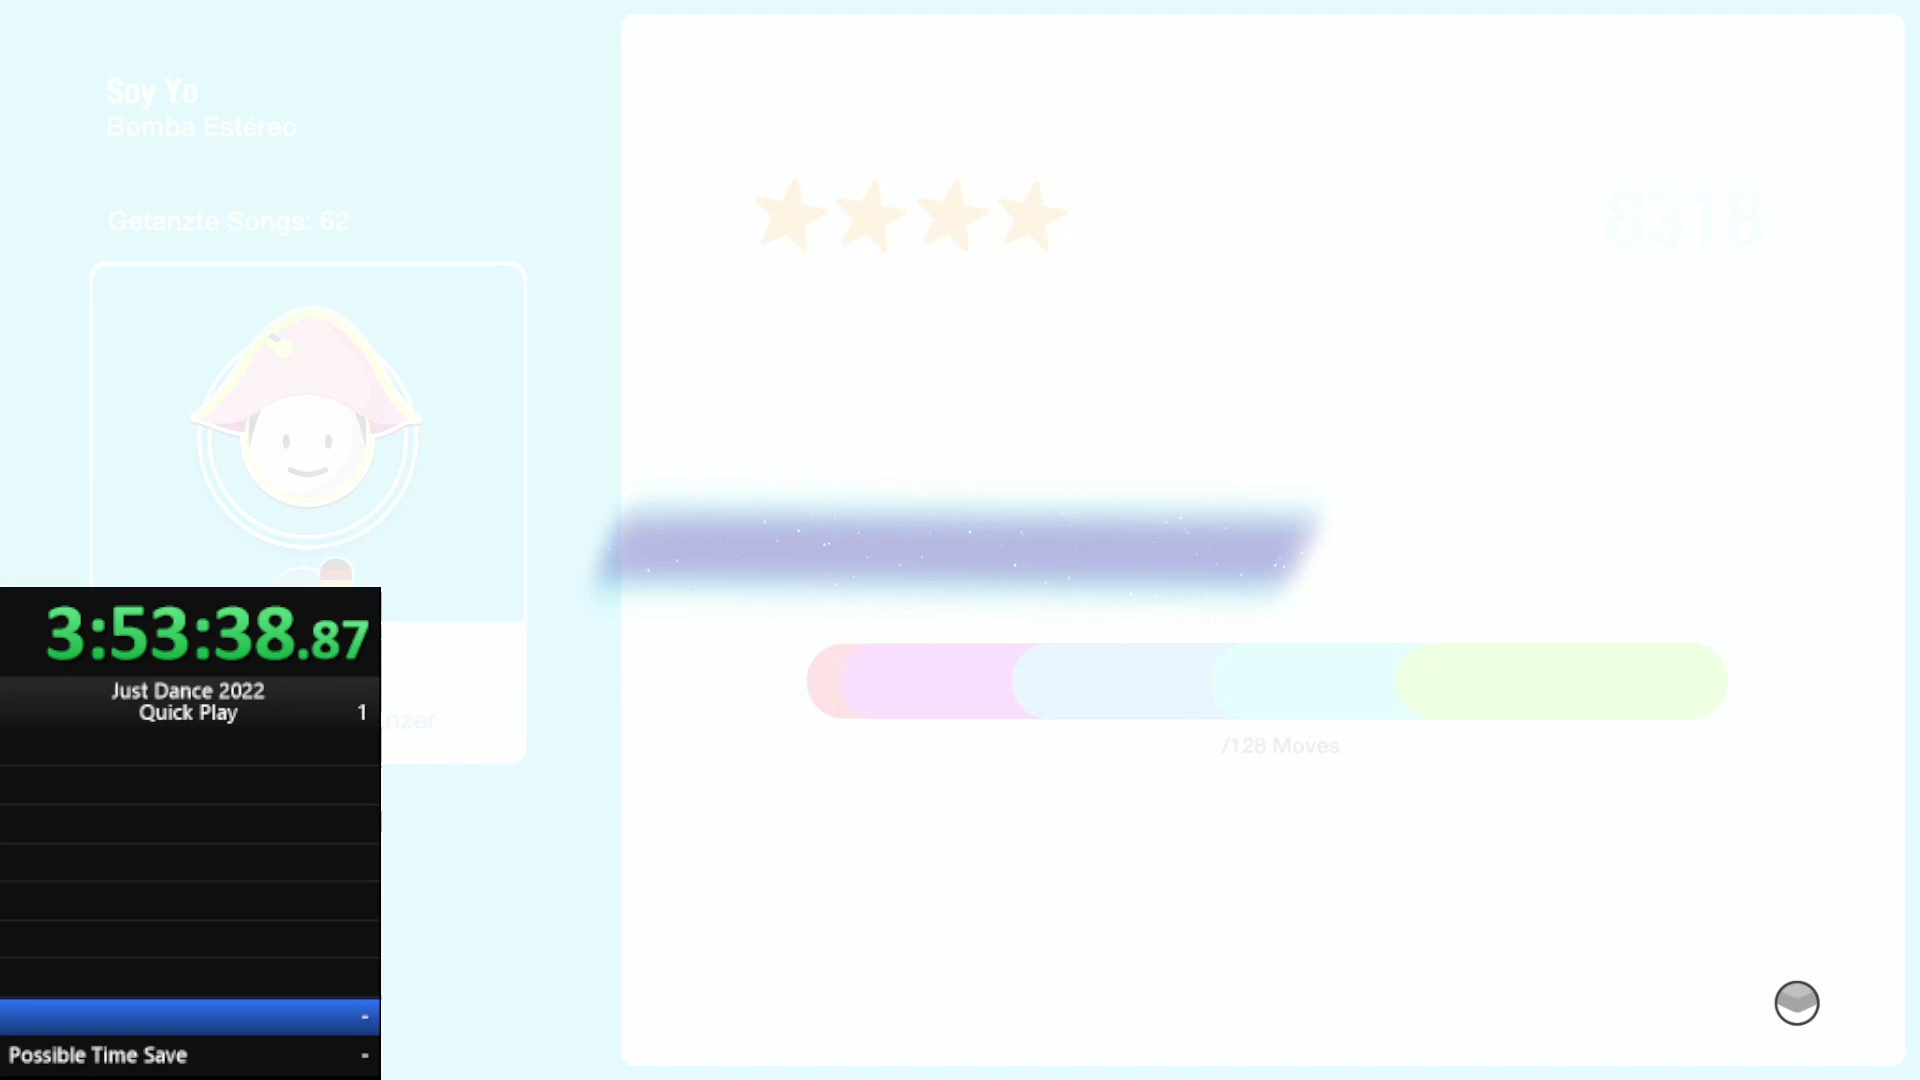 Soy Yo
Bomba Estéreo
Getanzte Songs: 62
8318
3:53:38.87
Just Dance 2022
Quick Play 1
nzer
/128 Moves
-
Possible Time Save -